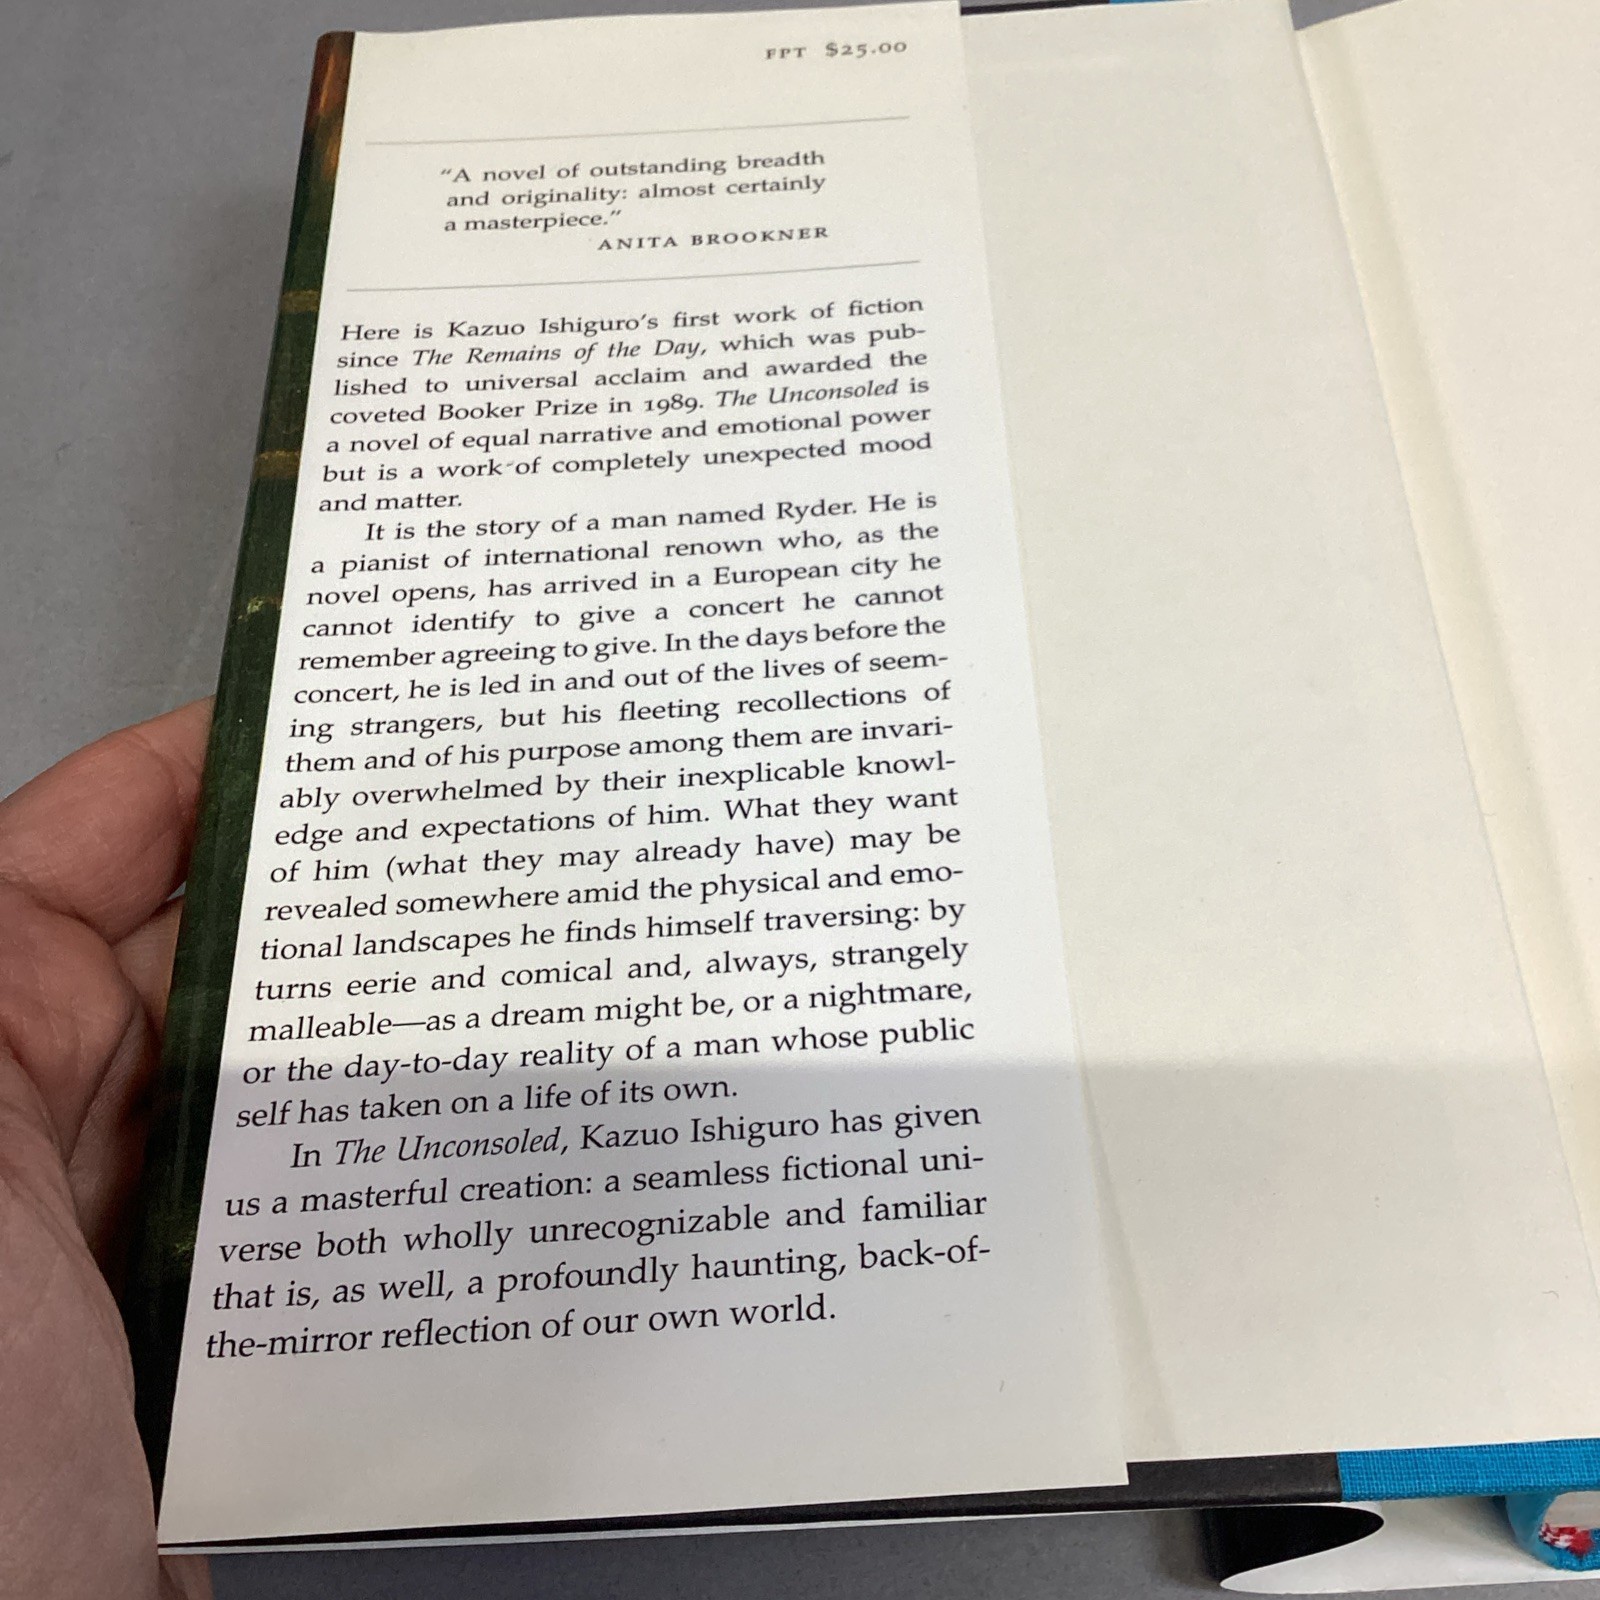 FPT $25.00
"A novel of outstanding breadth
and originality: almost certainly
a masterpiece."
ANITA BROOKNER
Here is Kazuo Ishiguro's first work of fiction
since The Remains of the Day, which was pub-
lished to universal acclaim and awarded the
coveted Booker Prize in 1989. The Unconsoled is
a novel of equal narrative and emotional power
but is a work of completely unexpected mood
and matter.
It is the story of a man named Ryder. He is
a pianist of international renown who, as the
novel opens, has arrived in a European city he
cannot identify to give a concert he cannot
remember agreeing to give. In the days before the
concert, he is led in and out of the lives of seem-
ing strangers, but his fleeting recollections of
them and of his purpose among them are invari-
ably overwhelmed by their inexplicable knowl-
edge and expectations of him. What they want
of him (what they may already have) may be
revealed somewhere amid the physical and emo-
tional landscapes he finds himself traversing: by
turns eerie and comical and, always, strangely
malleable—as a dream might be, or a nightmare,
or the day-to-day reality of a man whose public
self has taken on a life of its own.
In The Unconsoled, Kazuo Ishiguro has given
us a masterful creation: a seamless fictional uni-
verse both wholly unrecognizable and familiar
that is, as well, a profoundly haunting, back-of-
the-mirror reflection of our own world.